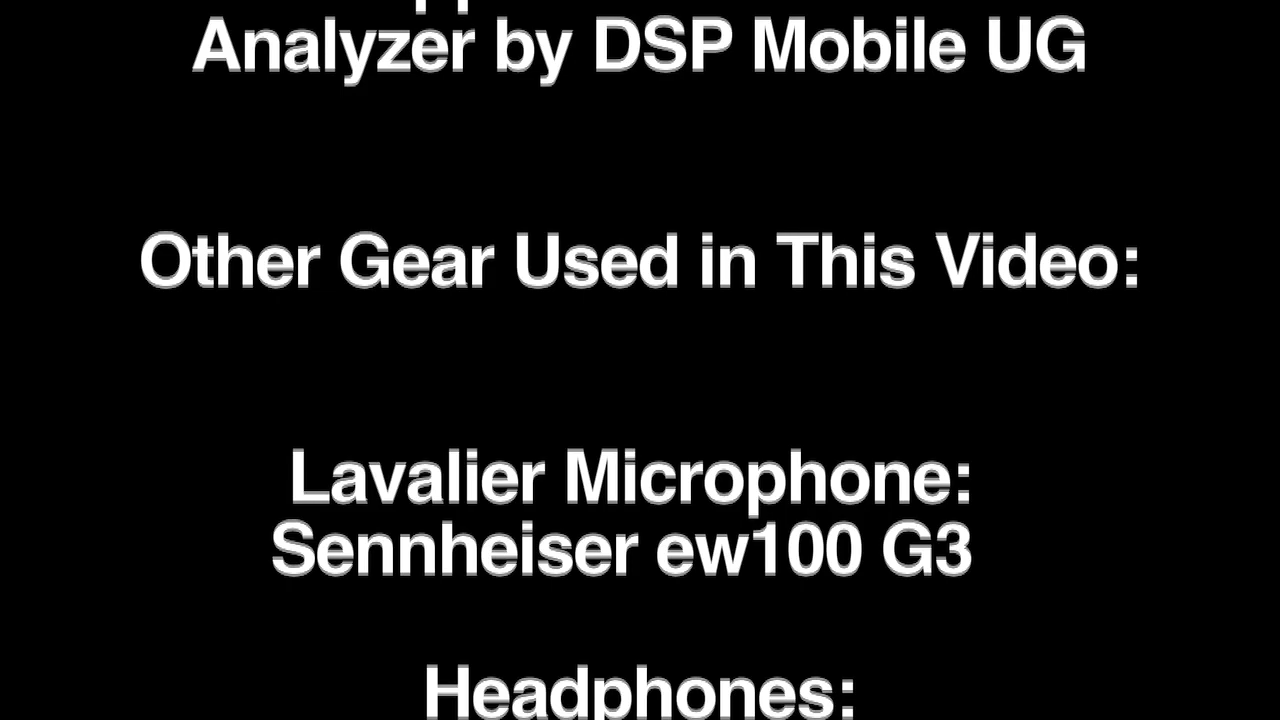 Analyzer by DSP Mobile UG
Other Gear Used in This Video:
Lavalier Microphone:
Sennheiser ew100 G3
Headphones: